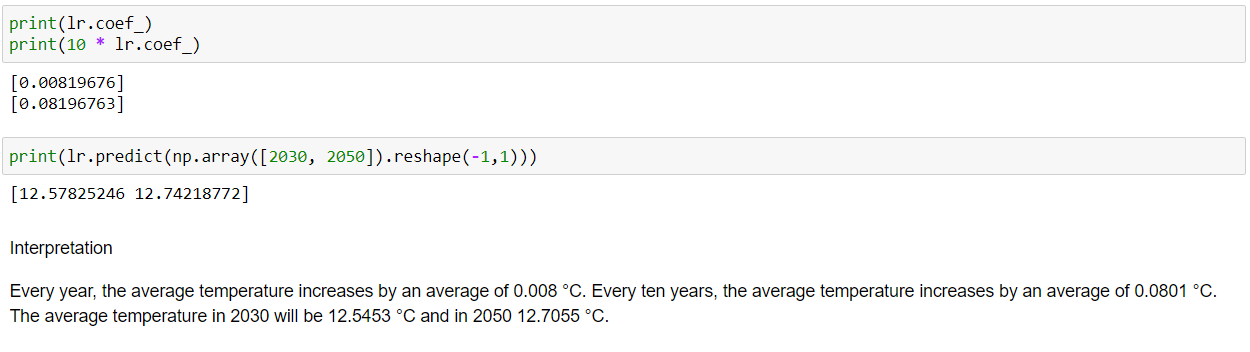 print(lr.coef_)
print(10 * lr.coef_)
[0.00819676]
[0.08196763]
print(lr.predict(np.array([2030, 2050]).reshape(-1,1)))
[12.57825246 12.74218772]
Interpretation
Every year, the average temperature increases by an average of 0.008 °C. Every ten years, the average temperature increases by an average of 0.0801 °C.
The average temperature in 2030 will be 12.5453 °C and in 2050 12.7055 °C.